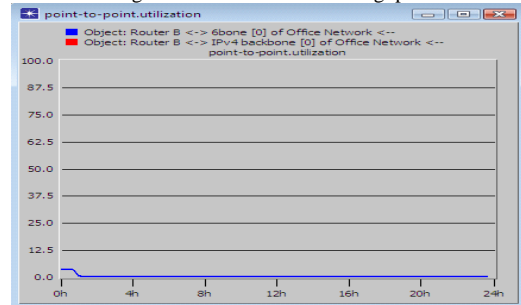 point-to-point.utilization
Object: Router B <-> 6bone [0] of Office Network <--
Object: Router B <-> IPv4 backbone [0] of Office Network <--
point-to-point.utilization
100.0
87.5
75.0
62.5
50.0
37.5
25.0
12.5
0.0
0h 4h 8h 12h 16h 20h 24h